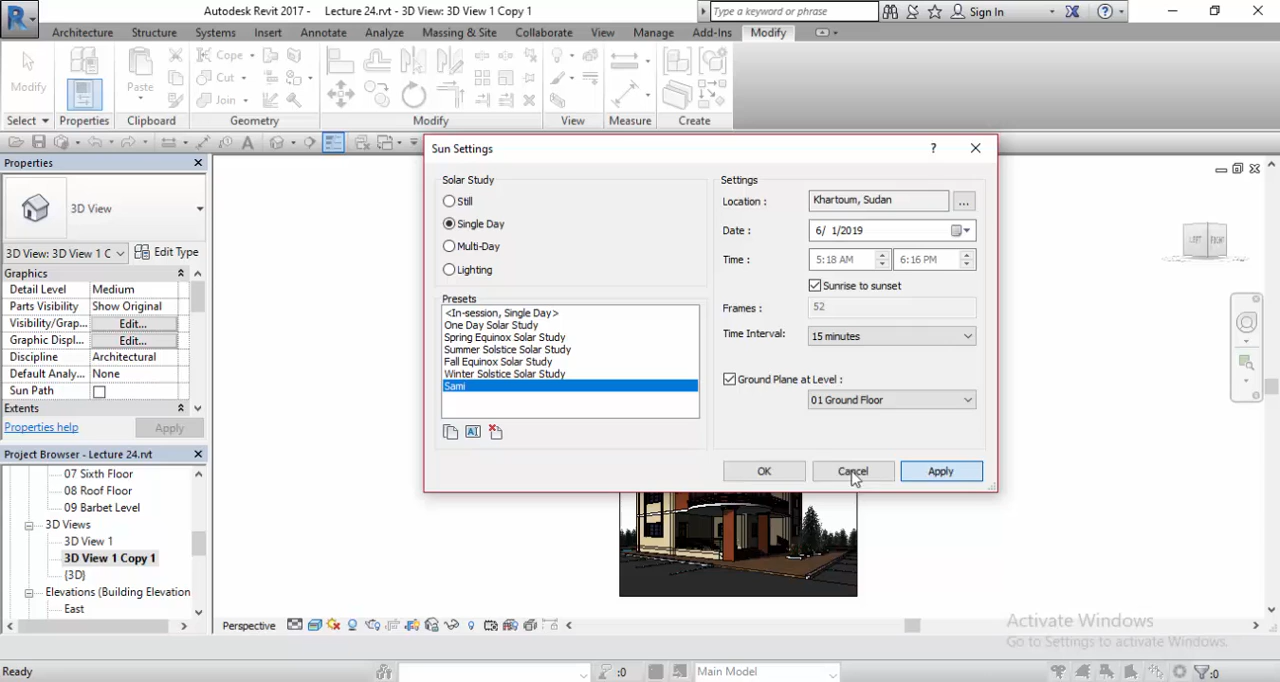 Autodesk Revit 2017 - Lecture 24.rvt - 3D View: 3D View 1 Copy 1
Type a keyword or phrase
Sign In
Architecture Structure Systems Insert Annotate Analyze Massing & Site Collaborate View Manage Add-Ins Modify
Modify Paste Cope Cut Join
Select Properties Clipboard Geometry Modify View Measure Create
Properties
3D View
3D View: 3D View 1 C Edit Type
Graphics
Detail Level Medium
Parts Visibility Show Original
Visibility/Grap... Edit...
Graphic Displ... Edit...
Discipline Architectural
Default Analy... None
Sun Path
Extents
Properties help Apply
Project Browser - Lecture 24.rvt
07 Sixth Floor
08 Roof Floor
09 Barbet Level
3D Views
3D View 1
3D View 1 Copy 1
{3D}
Elevations (Building Elevation
East
Sun Settings
Solar Study
Still
Single Day
Multi-Day
Lighting
Presets
<In-session, Single Day>
One Day Solar Study
Spring Equinox Solar Study
Summer Solstice Solar Study
Fall Equinox Solar Study
Winter Solstice Solar Study
Sami
Settings
Location : Khartoum, Sudan ...
Date : 6/ 1/2019
Time : 5:18 AM 6:16 PM
Sunrise to sunset
Frames : 52
Time Interval: 15 minutes
Ground Plane at Level :
01 Ground Floor
OK Cancel Apply
LEFT
Perspective
Activate Windows
Go to Settings to activate Windows.
Ready :0 Main Model :0